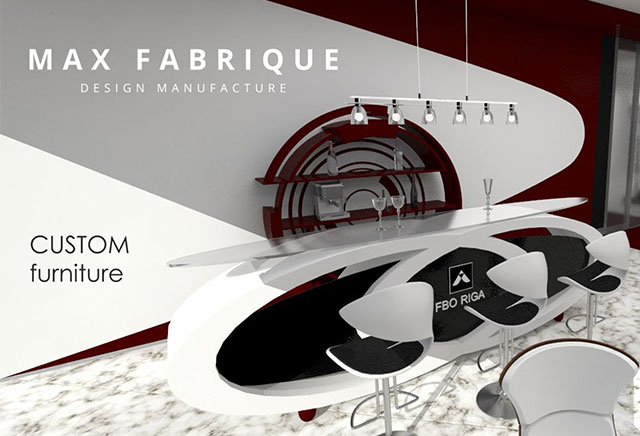 MAX FABRIQUE
DESIGN MANUFACTURE
CUSTOM
furniture
FBO RIGA